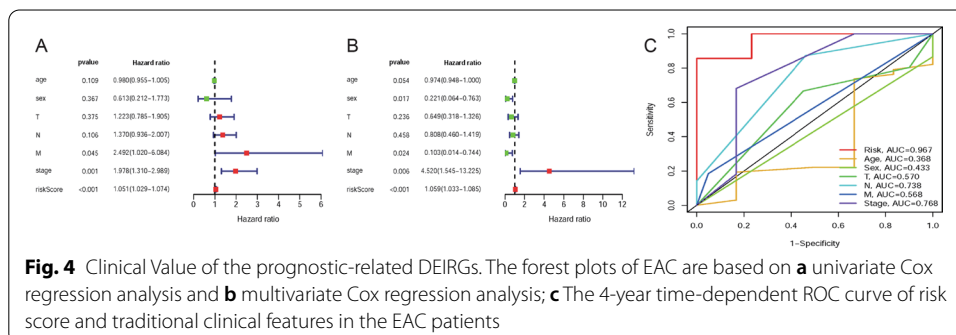 A
pvalue Hazard ratio
age 0.109 0.980(0.955−1.005)
sex 0.367 0.613(0.212−1.773)
T 0.375 1.223(0.785−1.905)
N 0.106 1.370(0.936−2.007)
M 0.045 2.492(1.020−6.084)
stage 0.001 1.978(1.310−2.989)
riskScore <0.001 1.051(1.029−1.074)
0 1 2 3 4 5 6
Hazard ratio
B
pvalue Hazard ratio
age 0.054 0.974(0.948−1.000)
sex 0.017 0.221(0.064−0.763)
T 0.236 0.649(0.318−1.326)
N 0.458 0.808(0.460−1.419)
M 0.024 0.103(0.014−0.744)
stage 0.006 4.520(1.545−13.225)
riskScore <0.001 1.059(1.033−1.085)
0 2 4 6 8 10 12
Hazard ratio
C
Sensitivity
1.0
0.8
0.6
0.4
0.2
0.0
Risk, AUC=0.967
Age, AUC=0.368
Sex, AUC=0.433
T, AUC=0.570
N, AUC=0.738
M, AUC=0.568
Stage, AUC=0.768
0.0 0.2 0.4 0.6 0.8 1.0
1−Specificity
Fig. 4 Clinical Value of the prognostic-related DEIRGs. The forest plots of EAC are based on a univariate Cox
regression analysis and b multivariate Cox regression analysis; c The 4-year time-dependent ROC curve of risk
score and traditional clinical features in the EAC patients